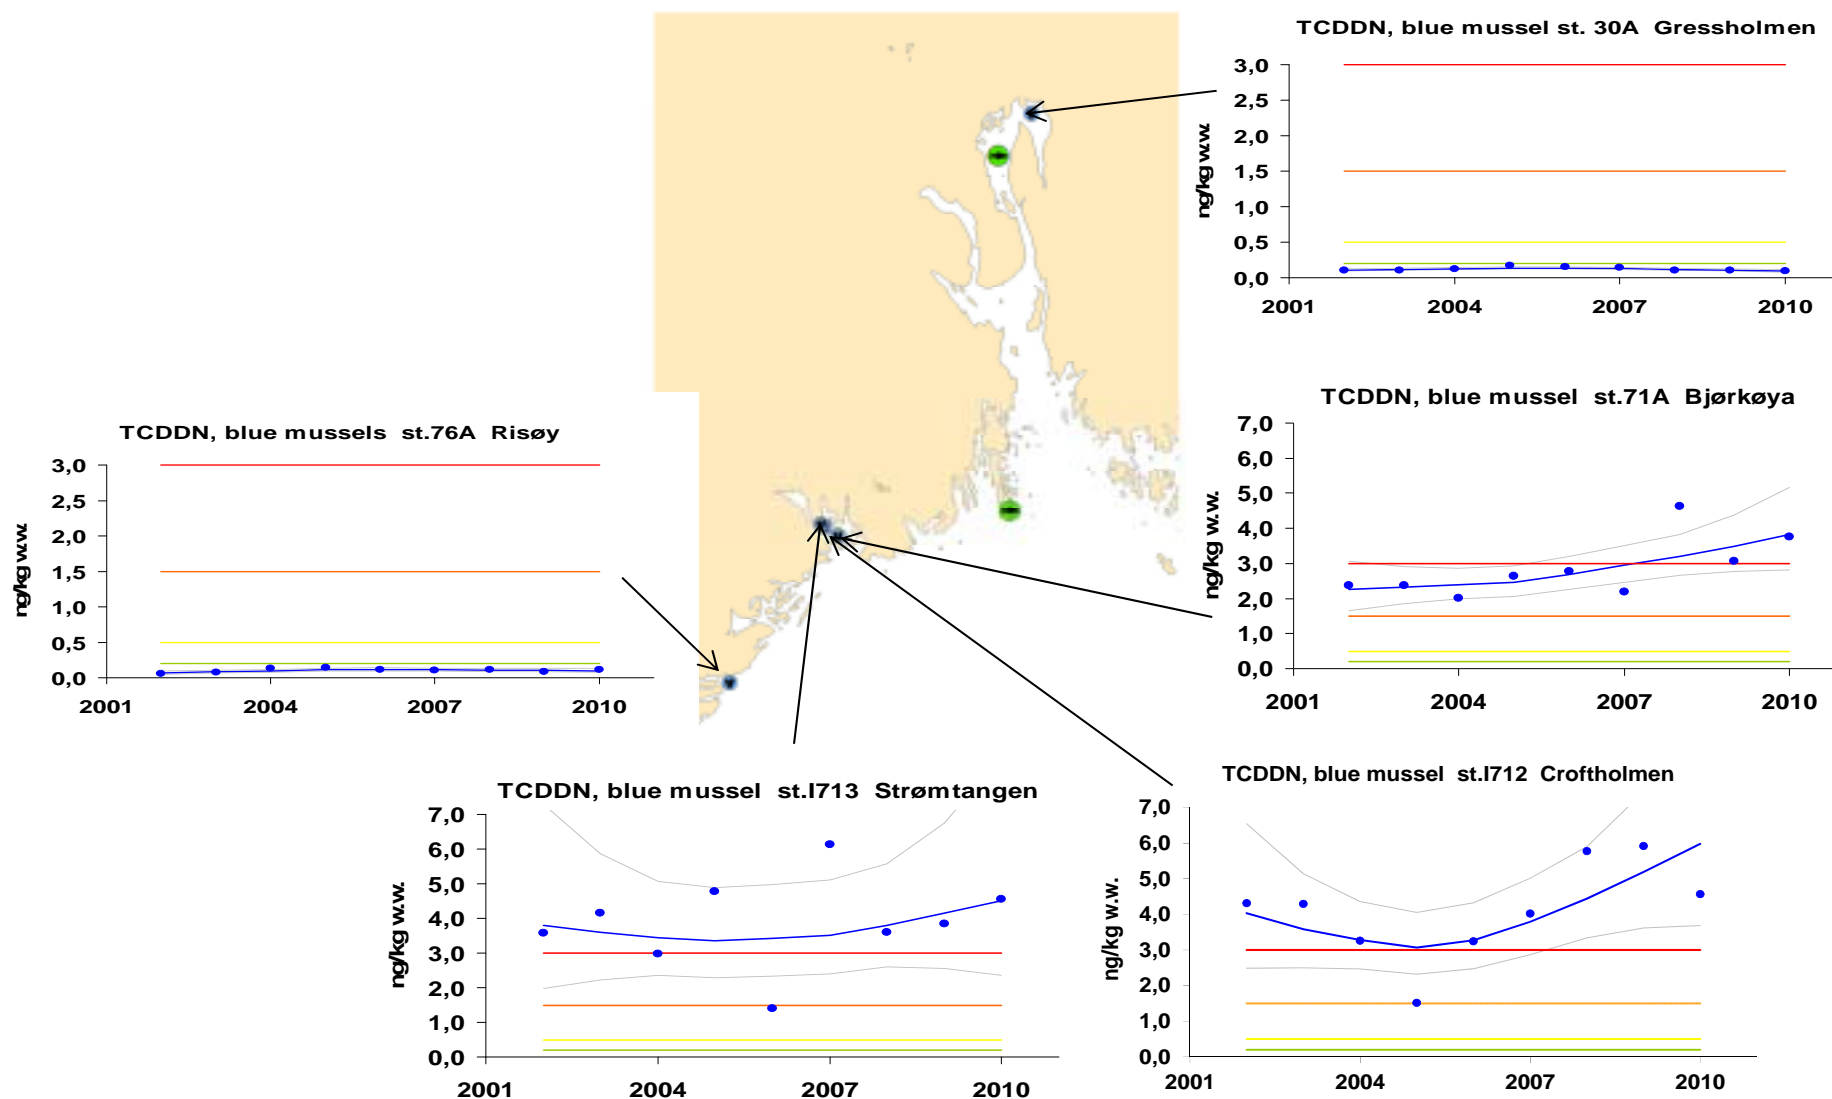 TCDDN, blue mussel st. 30A Gressholmen
3,0
2,5
2,0
1,5
1,0
0,5
0,0
ng/kg w.w.
2001 2004 2007 2010
TCDDN, blue mussel st.71A Bjørkøya
7,0
6,0
5,0
4,0
3,0
2,0
1,0
0,0
ng/kg w.w.
2001 2004 2007 2010
TCDDN, blue mussels st.76A Risøy
3,0
2,5
2,0
1,5
1,0
0,5
0,0
ng/kg w.w.
2001 2004 2007 2010
TCDDN, blue mussel st.I713 Strømtangen
7,0
6,0
5,0
4,0
3,0
2,0
1,0
0,0
ng/kg w.w.
2001 2004 2007 2010
TCDDN, blue mussel st.I712 Croftholmen
7,0
6,0
5,0
4,0
3,0
2,0
1,0
0,0
ng/kg w.w.
2001 2004 2007 2010